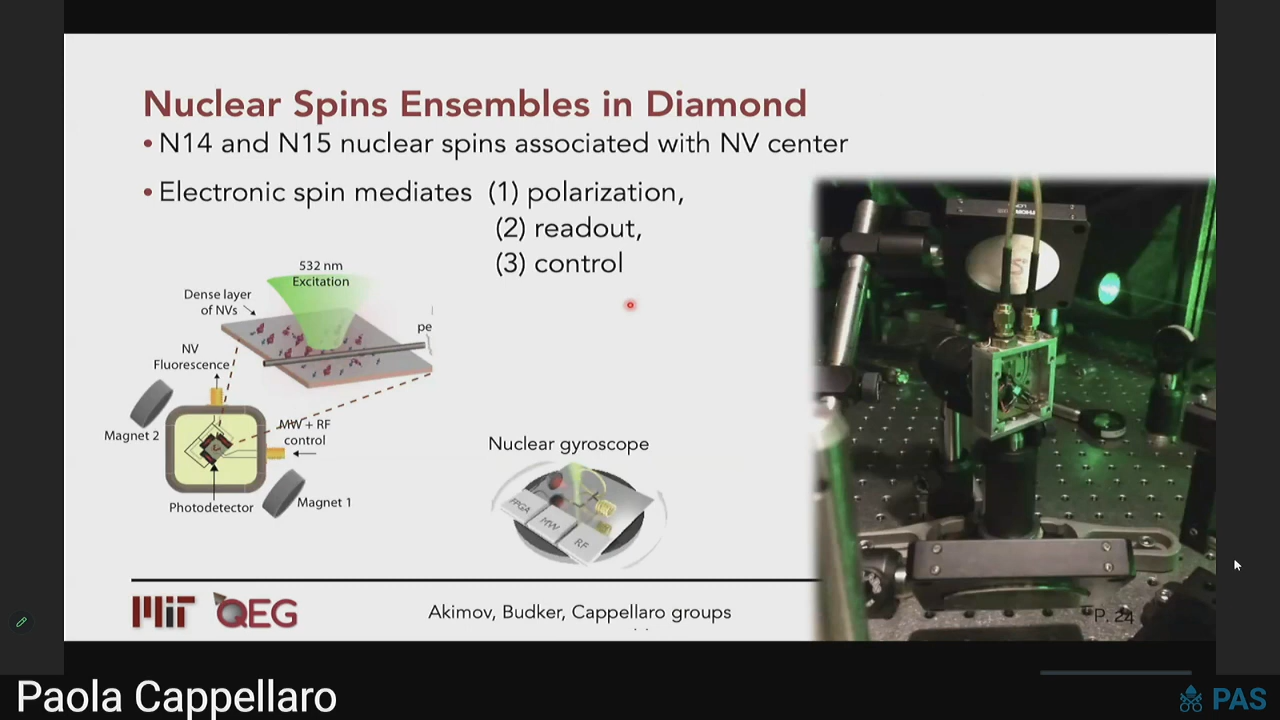 Nuclear Spins Ensembles in Diamond
• N14 and N15 nuclear spins associated with NV center
• Electronic spin mediates (1) polarization,
(2) readout,
(3) control
532 nm
Excitation
Dense layer
of NVs
pe
NV
Fluorescence
MW + RF
control
Magnet 2
Magnet 1
Photodetector
Nuclear gyroscope
FPGA
MW
RF
MIT QEG
Akimov, Budker, Cappellaro groups
P. 24
Paola Cappellaro
PAS